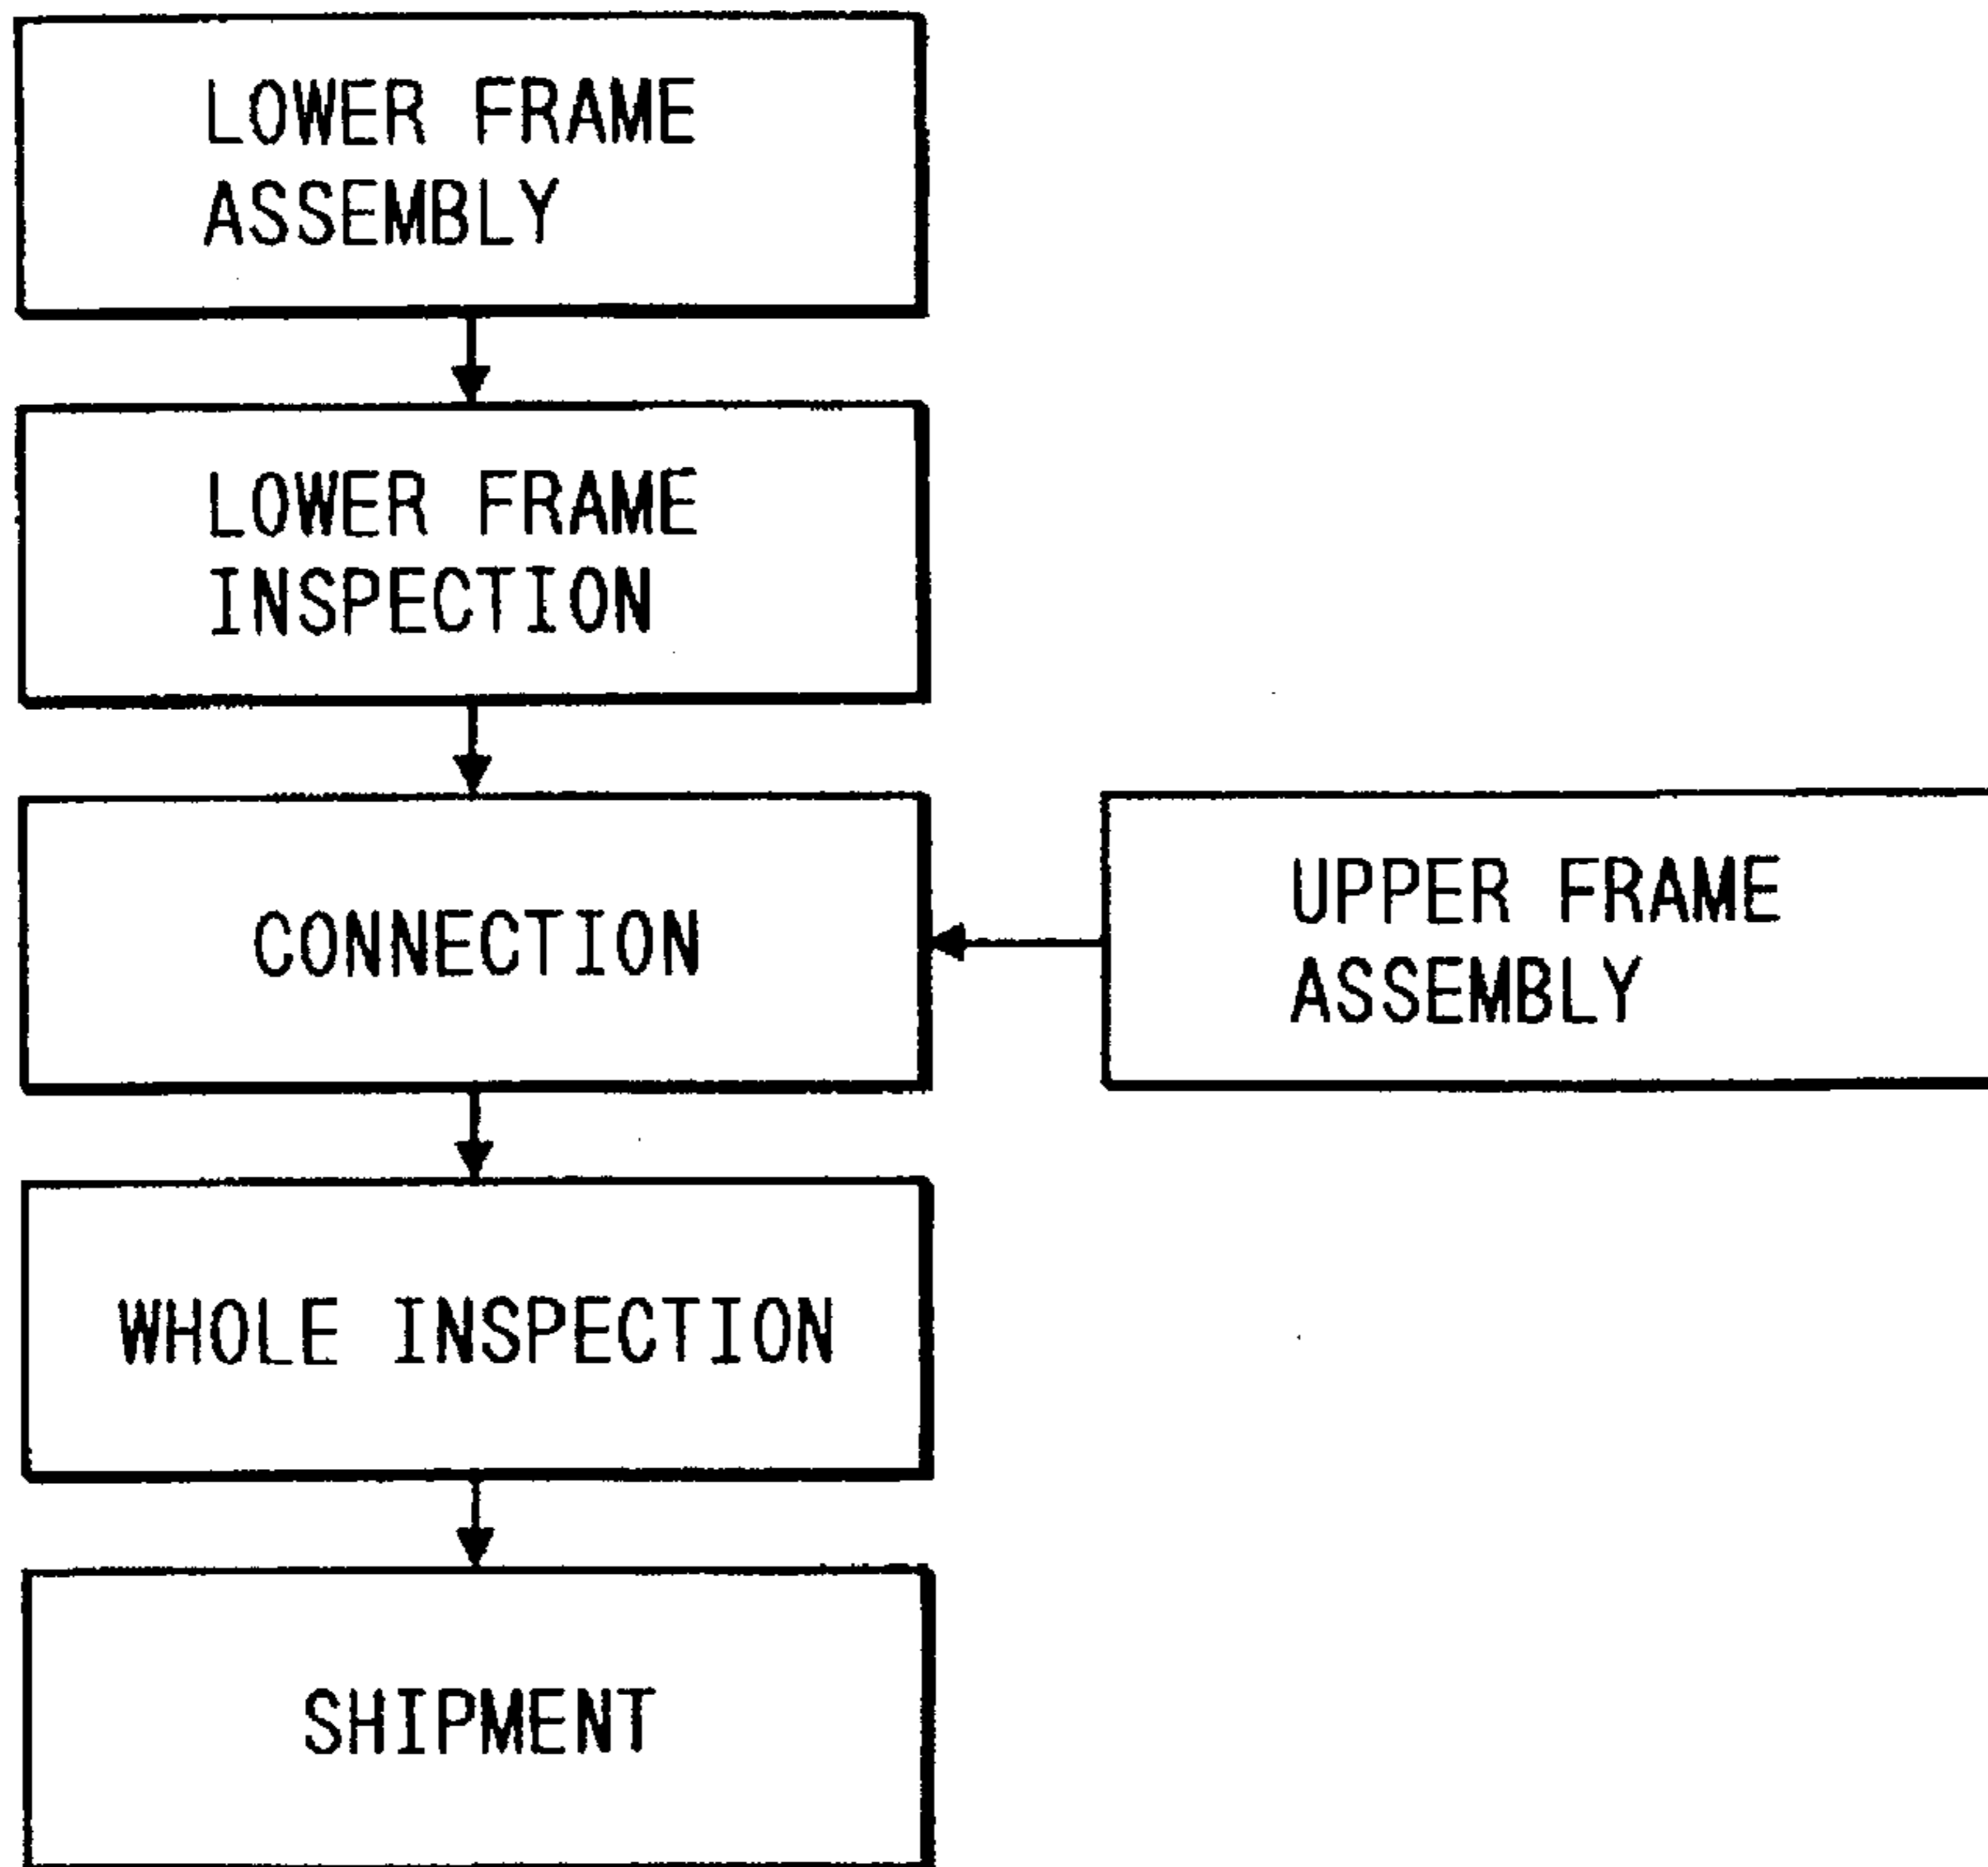 LOWER FRAME
ASSEMBLY
LOWER FRAME
INSPECTION
CONNECTION
UPPER FRAME
ASSEMBLY
WHOLE INSPECTION
SHIPMENT